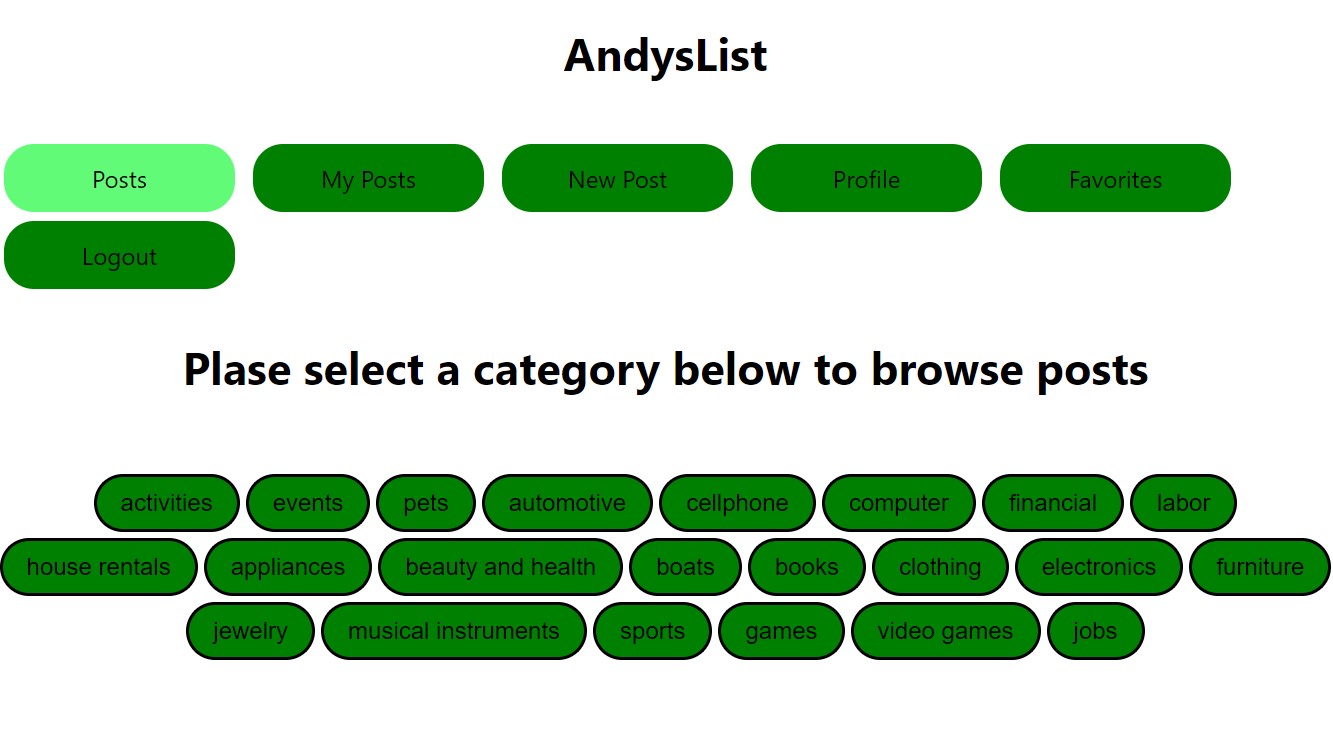 AndysList
Posts My Posts New Post Profile Favorites
Logout
Plase select a category below to browse posts
activities events pets automotive cellphone computer financial labor
house rentals appliances beauty and health boats books clothing electronics furniture
jewelry musical instruments sports games video games jobs